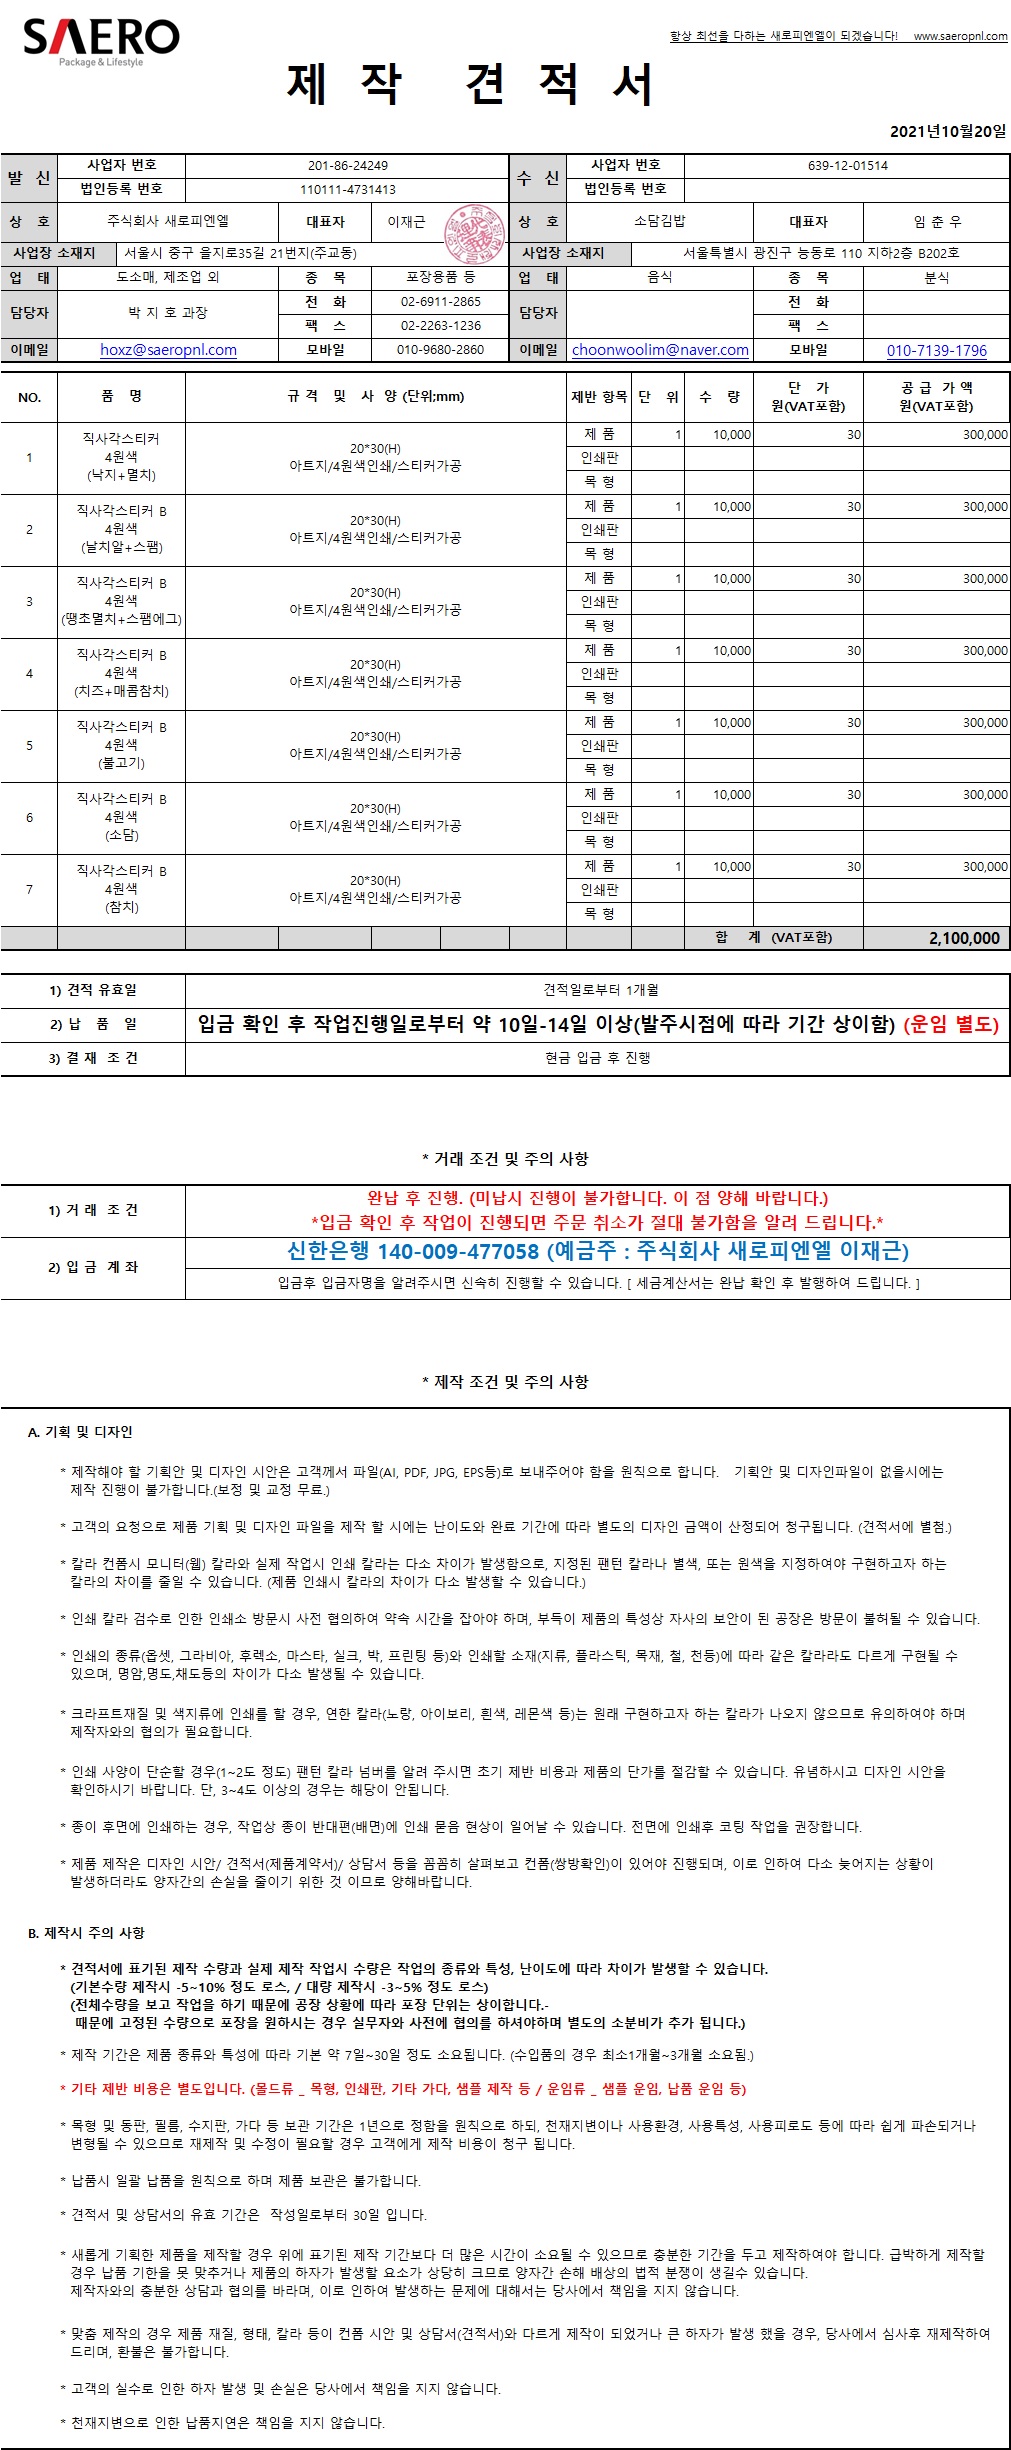 SAERO
Package & Lifestyle
항상 최선을 다하는 새로피엔엘이 되겠습니다! www.saeropnl.com
제 작 견 적 서
2021년10월20일
발 신 사업자 번호 201-86-24249 수 신 사업자 번호 639-12-01514
법인등록 번호 110111-4731413 법인등록 번호
상 호 주식회사 새로피엔엘 대표자 이재근 상 호 소담김밥 대표자 임 춘 우
사업장 소재지 서울시 중구 을지로35길 21번지(주교동) 사업장 소재지 서울특별시 광진구 능동로 110 지하2층 B202호
업 태 도소매, 제조업 외 종 목 포장용품 등 업 태 음식 종 목 분식
담당자 박 지 호 과장 전 화 02-6911-2865 담당자 전 화
팩 스 02-2263-1236 팩 스
이메일 hoxz@saeropnl.com 모바일 010-9680-2860 이메일 choonwoolim@naver.com 모바일 010-7139-1796
NO. 품 명 규 격 및 사 양 (단위;mm) 제반 항목 단 위 수 량 단 가 원(VAT포함) 공 급 가 액 원(VAT포함)
1 직사각스티커 4원색 (낙지+멸치) 20*30(H) 아트지/4원색인쇄/스티커가공 제 품 1 10,000 30 300,000
인쇄판
목 형
2 직사각스티커 B 4원색 (날치알+스팸) 20*30(H) 아트지/4원색인쇄/스티커가공 제 품 1 10,000 30 300,000
인쇄판
목 형
3 직사각스티커 B 4원색 (땡초멸치+스팸에그) 20*30(H) 아트지/4원색인쇄/스티커가공 제 품 1 10,000 30 300,000
인쇄판
목 형
4 직사각스티커 B 4원색 (치즈+매콤참치) 20*30(H) 아트지/4원색인쇄/스티커가공 제 품 1 10,000 30 300,000
인쇄판
목 형
5 직사각스티커 B 4원색 (불고기) 20*30(H) 아트지/4원색인쇄/스티커가공 제 품 1 10,000 30 300,000
인쇄판
목 형
6 직사각스티커 B 4원색 (소담) 20*30(H) 아트지/4원색인쇄/스티커가공 제 품 1 10,000 30 300,000
인쇄판
목 형
7 직사각스티커 B 4원색 (참치) 20*30(H) 아트지/4원색인쇄/스티커가공 제 품 1 10,000 30 300,000
인쇄판
목 형
합 계 (VAT포함) 2,100,000
1) 견적 유효일 견적일로부터 1개월
2) 납 품 일 입금 확인 후 작업진행일로부터 약 10일-14일 이상(발주시점에 따라 기간 상이함) (운임 별도)
3) 결 재 조 건 현금 입금 후 진행
* 거래 조건 및 주의 사항
1) 거 래 조 건 완납 후 진행. (미납시 진행이 불가합니다. 이 점 양해 바랍니다.)
*입금 확인 후 작업이 진행되면 주문 취소가 절대 불가함을 알려 드립니다.*
2) 입 금 계 좌 신한은행 140-009-477058 (예금주 : 주식회사 새로피엔엘 이재근)
입금후 입금자명을 알려주시면 신속히 진행할 수 있습니다. [ 세금계산서는 완납 확인 후 발행하여 드립니다. ]
* 제작 조건 및 주의 사항
A. 기획 및 디자인
* 제작해야 할 기획안 및 디자인 시안은 고객께서 파일(AI, PDF, JPG, EPS등)로 보내주어야 함을 원칙으로 합니다. 기획안 및 디자인파일이 없을시에는
제작 진행이 불가합니다.(보정 및 교정 무료.)
* 고객의 요청으로 제품 기획 및 디자인 파일을 제작 할 시에는 난이도와 완료 기간에 따라 별도의 디자인 금액이 산정되어 청구됩니다. (견적서에 별첨.)
* 칼라 컨폼시 모니터(웹) 칼라와 실제 작업시 인쇄 칼라는 다소 차이가 발생함으로, 지정된 팬턴 칼라나 별색, 또는 원색을 지정하여야 구현하고자 하는
칼라의 차이를 줄일 수 있습니다. (제품 인쇄시 칼라의 차이가 다소 발생할 수 있습니다.)
* 인쇄 칼라 검수로 인한 인쇄소 방문시 사전 협의하여 약속 시간을 잡아야 하며, 부득이 제품의 특성상 자사의 보안이 된 공장은 방문이 불허될 수 있습니다.
* 인쇄의 종류(옵셋, 그라비아, 후렉소, 마스타, 실크, 박, 프린팅 등)와 인쇄할 소재(지류, 플라스틱, 목재, 철, 천등)에 따라 같은 칼라라도 다르게 구현될 수
있으며, 명암,명도,채도등의 차이가 다소 발생될 수 있습니다.
* 크라프트재질 및 색지류에 인쇄를 할 경우, 연한 칼라(노랑, 아이보리, 흰색, 레몬색 등)는 원래 구현하고자 하는 칼라가 나오지 않으므로 유의하여야 하며
제작자와의 협의가 필요합니다.
* 인쇄 사양이 단순할 경우(1~2도 정도) 팬턴 칼라 넘버를 알려 주시면 초기 제반 비용과 제품의 단가를 절감할 수 있습니다. 유념하시고 디자인 시안을
확인하시기 바랍니다. 단, 3~4도 이상의 경우는 해당이 안됩니다.
* 종이 후면에 인쇄하는 경우, 작업상 종이 반대편(배면)에 인쇄 묻음 현상이 일어날 수 있습니다. 전면에 인쇄후 코팅 작업을 권장합니다.
* 제품 제작은 디자인 시안/ 견적서(제품계약서)/ 상담서 등을 꼼꼼히 살펴보고 컨폼(쌍방확인)이 있어야 진행되며, 이로 인하여 다소 늦어지는 상황이
발생하더라도 양자간의 손실을 줄이기 위한 것 이므로 양해바랍니다.
B. 제작시 주의 사항
* 견적서에 표기된 제작 수량과 실제 제작 작업시 수량은 작업의 종류와 특성, 난이도에 따라 차이가 발생할 수 있습니다.
(기본수량 제작시 -5~10% 정도 로스, / 대량 제작시 -3~5% 정도 로스)
(전체수량을 보고 작업을 하기 때문에 공장 상황에 따라 포장 단위는 상이합니다.-
때문에 고정된 수량으로 포장을 원하시는 경우 실무자와 사전에 협의를 하셔야하며 별도의 소분비가 추가 됩니다.)
* 제작 기간은 제품 종류와 특성에 따라 기본 약 7일~30일 정도 소요됩니다. (수입품의 경우 최소1개월~3개월 소요됨.)
* 기타 제반 비용은 별도입니다. (몰드류 _ 목형, 인쇄판, 기타 가다, 샘플 제작 등 / 운임류 _ 샘플 운임, 납품 운임 등)
* 목형 및 동판, 필름, 수지판, 가다 등 보관 기간은 1년으로 정함을 원칙으로 하되, 천재지변이나 사용환경, 사용특성, 사용피로도 등에 따라 쉽게 파손되거나
변형될 수 있으므로 재제작 및 수정이 필요할 경우 고객에게 제작 비용이 청구 됩니다.
* 납품시 일괄 납품을 원칙으로 하며 제품 보관은 불가합니다.
* 견적서 및 상담서의 유효 기간은 작성일로부터 30일 입니다.
* 새롭게 기획한 제품을 제작할 경우 위에 표기된 제작 기간보다 더 많은 시간이 소요될 수 있으므로 충분한 기간을 두고 제작하여야 합니다. 급박하게 제작할
경우 납품 기한을 못 맞추거나 제품의 하자가 발생할 요소가 상당히 크므로 양자간 손해 배상의 법적 분쟁이 생길수 있습니다.
제작자와의 충분한 상담과 협의를 바라며, 이로 인하여 발생하는 문제에 대해서는 당사에서 책임을 지지 않습니다.
* 맞춤 제작의 경우 제품 재질, 형태, 칼라 등이 컨폼 시안 및 상담서(견적서)와 다르게 제작이 되었거나 큰 하자가 발생 했을 경우, 당사에서 심사후 재제작하여
드리며, 환불은 불가합니다.
* 고객의 실수로 인한 하자 발생 및 손실은 당사에서 책임을 지지 않습니다.
* 천재지변으로 인한 납품지연은 책임을 지지 않습니다.